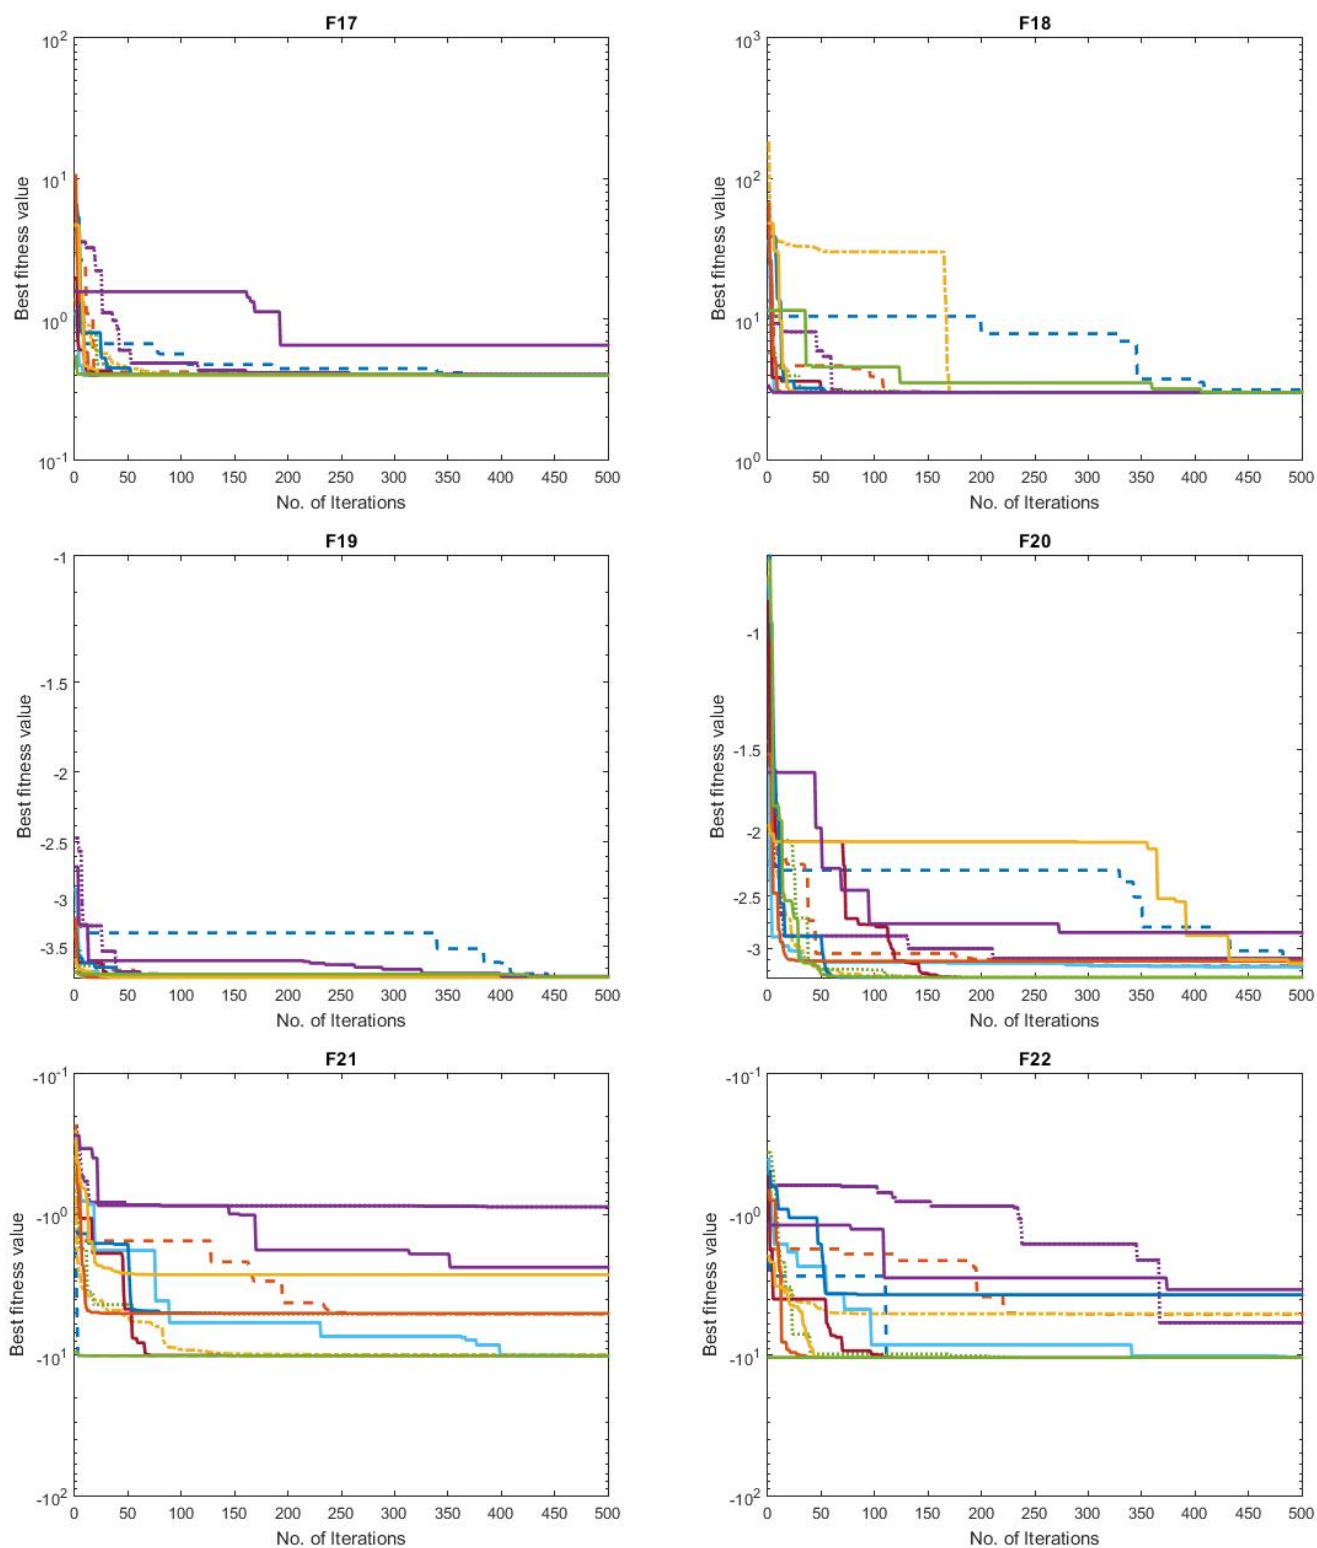 F17
10^2
10^1
10^0
10^-1
Best fitness value
0 50 100 150 200 250 300 350 400 450 500
No. of Iterations
F18
10^3
10^2
10^1
10^0
Best fitness value
0 50 100 150 200 250 300 350 400 450 500
No. of Iterations
F19
-1
-1.5
-2
-2.5
-3
-3.5
Best fitness value
0 50 100 150 200 250 300 350 400 450 500
No. of Iterations
F20
-1
-1.5
-2
-2.5
-3
Best fitness value
0 50 100 150 200 250 300 350 400 450 500
No. of Iterations
F21
-10^-1
-10^0
-10^1
-10^2
Best fitness value
0 50 100 150 200 250 300 350 400 450 500
No. of Iterations
F22
-10^-1
-10^0
-10^1
-10^2
Best fitness value
0 50 100 150 200 250 300 350 400 450 500
No. of Iterations